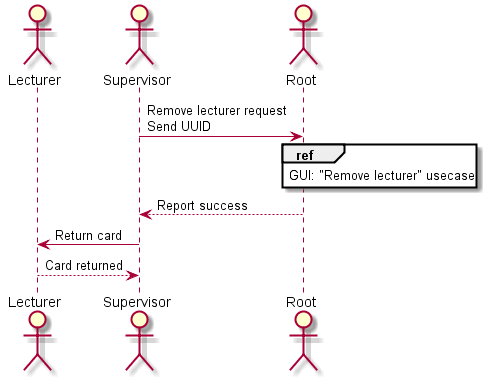 Lecturer
Supervisor
Root
Remove lecturer request
Send UUID
ref
GUI: "Remove lecturer" usecase
Report success
Return card
Card returned
Lecturer
Supervisor
Root